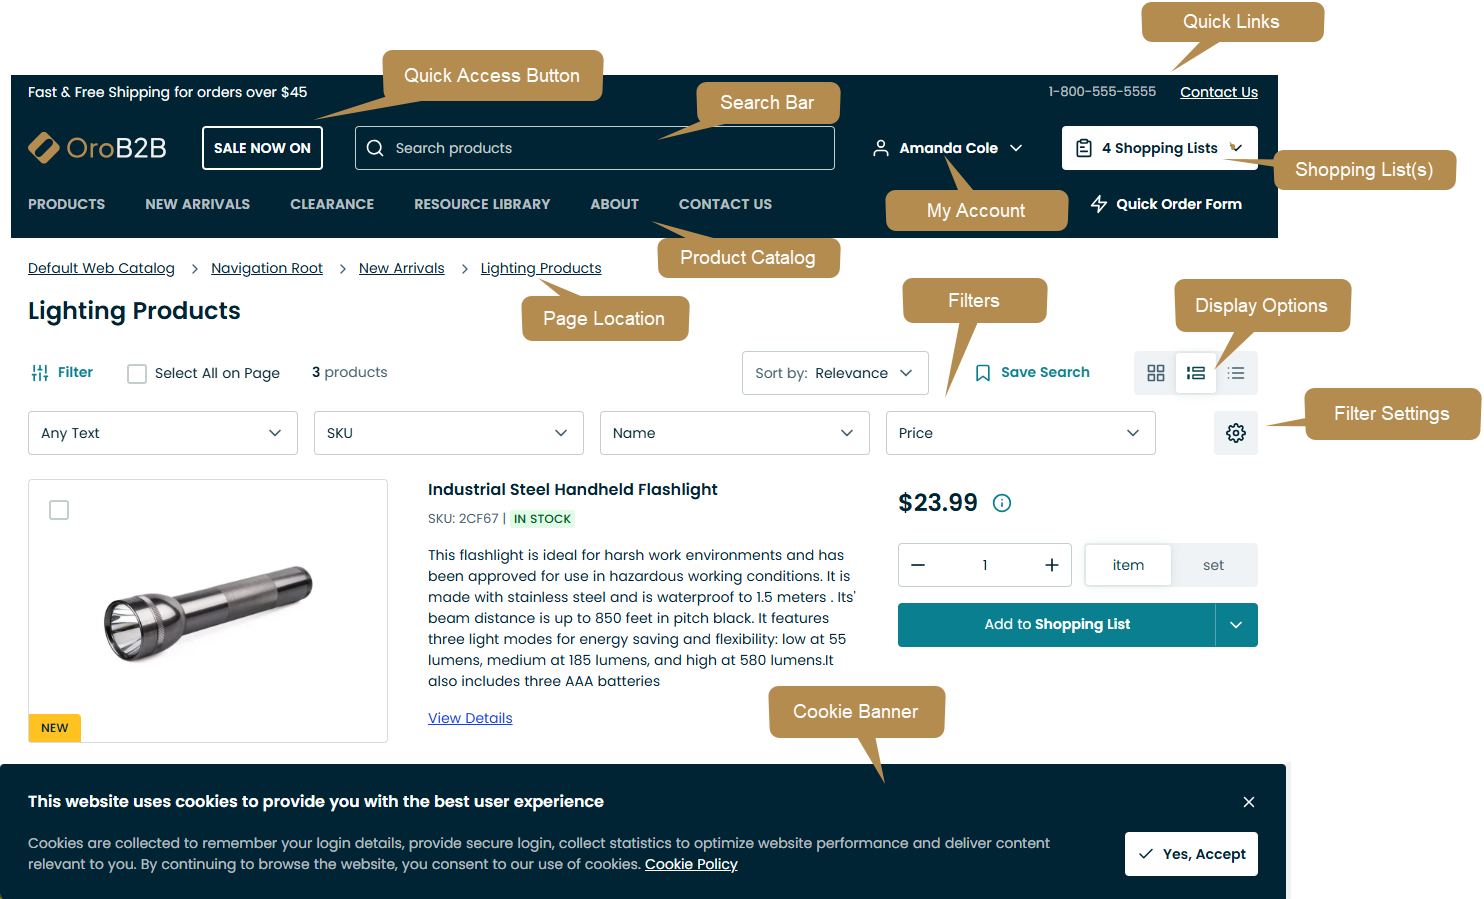 Quick Links
Quick Access Button
Fast & Free Shipping for orders over $45
Search Bar
1-800-555-5555
Contact Us
OroB2B
SALE NOW ON
Search products
Amanda Cole
4 Shopping Lists
Shopping List(s)
PRODUCTS
NEW ARRIVALS
CLEARANCE
RESOURCE LIBRARY
ABOUT
CONTACT US
My Account
Quick Order Form
Product Catalog
Default Web Catalog
Navigation Root
New Arrivals
Lighting Products
Lighting Products
Page Location
Filters
Display Options
Filter
Select All on Page
3 products
Sort by: Relevance
Save Search
Filter Settings
Any Text
SKU
Name
Price
Industrial Steel Handheld Flashlight
SKU: 2CF67 | IN STOCK
This flashlight is ideal for harsh work environments and has
been approved for use in hazardous working conditions. It is
made with stainless steel and is waterproof to 1.5 meters . Its'
beam distance is up to 850 feet in pitch black. It features
three light modes for energy saving and flexibility: low at 55
lumens, medium at 185 lumens, and high at 580 lumens.It
also includes three AAA batteries
View Details
NEW
$23.99
1
item
set
Add to Shopping List
Cookie Banner
This website uses cookies to provide you with the best user experience
Cookies are collected to remember your login details, provide secure login, collect statistics to optimize website performance and deliver content
relevant to you. By continuing to browse the website, you consent to our use of cookies. Cookie Policy
Yes, Accept